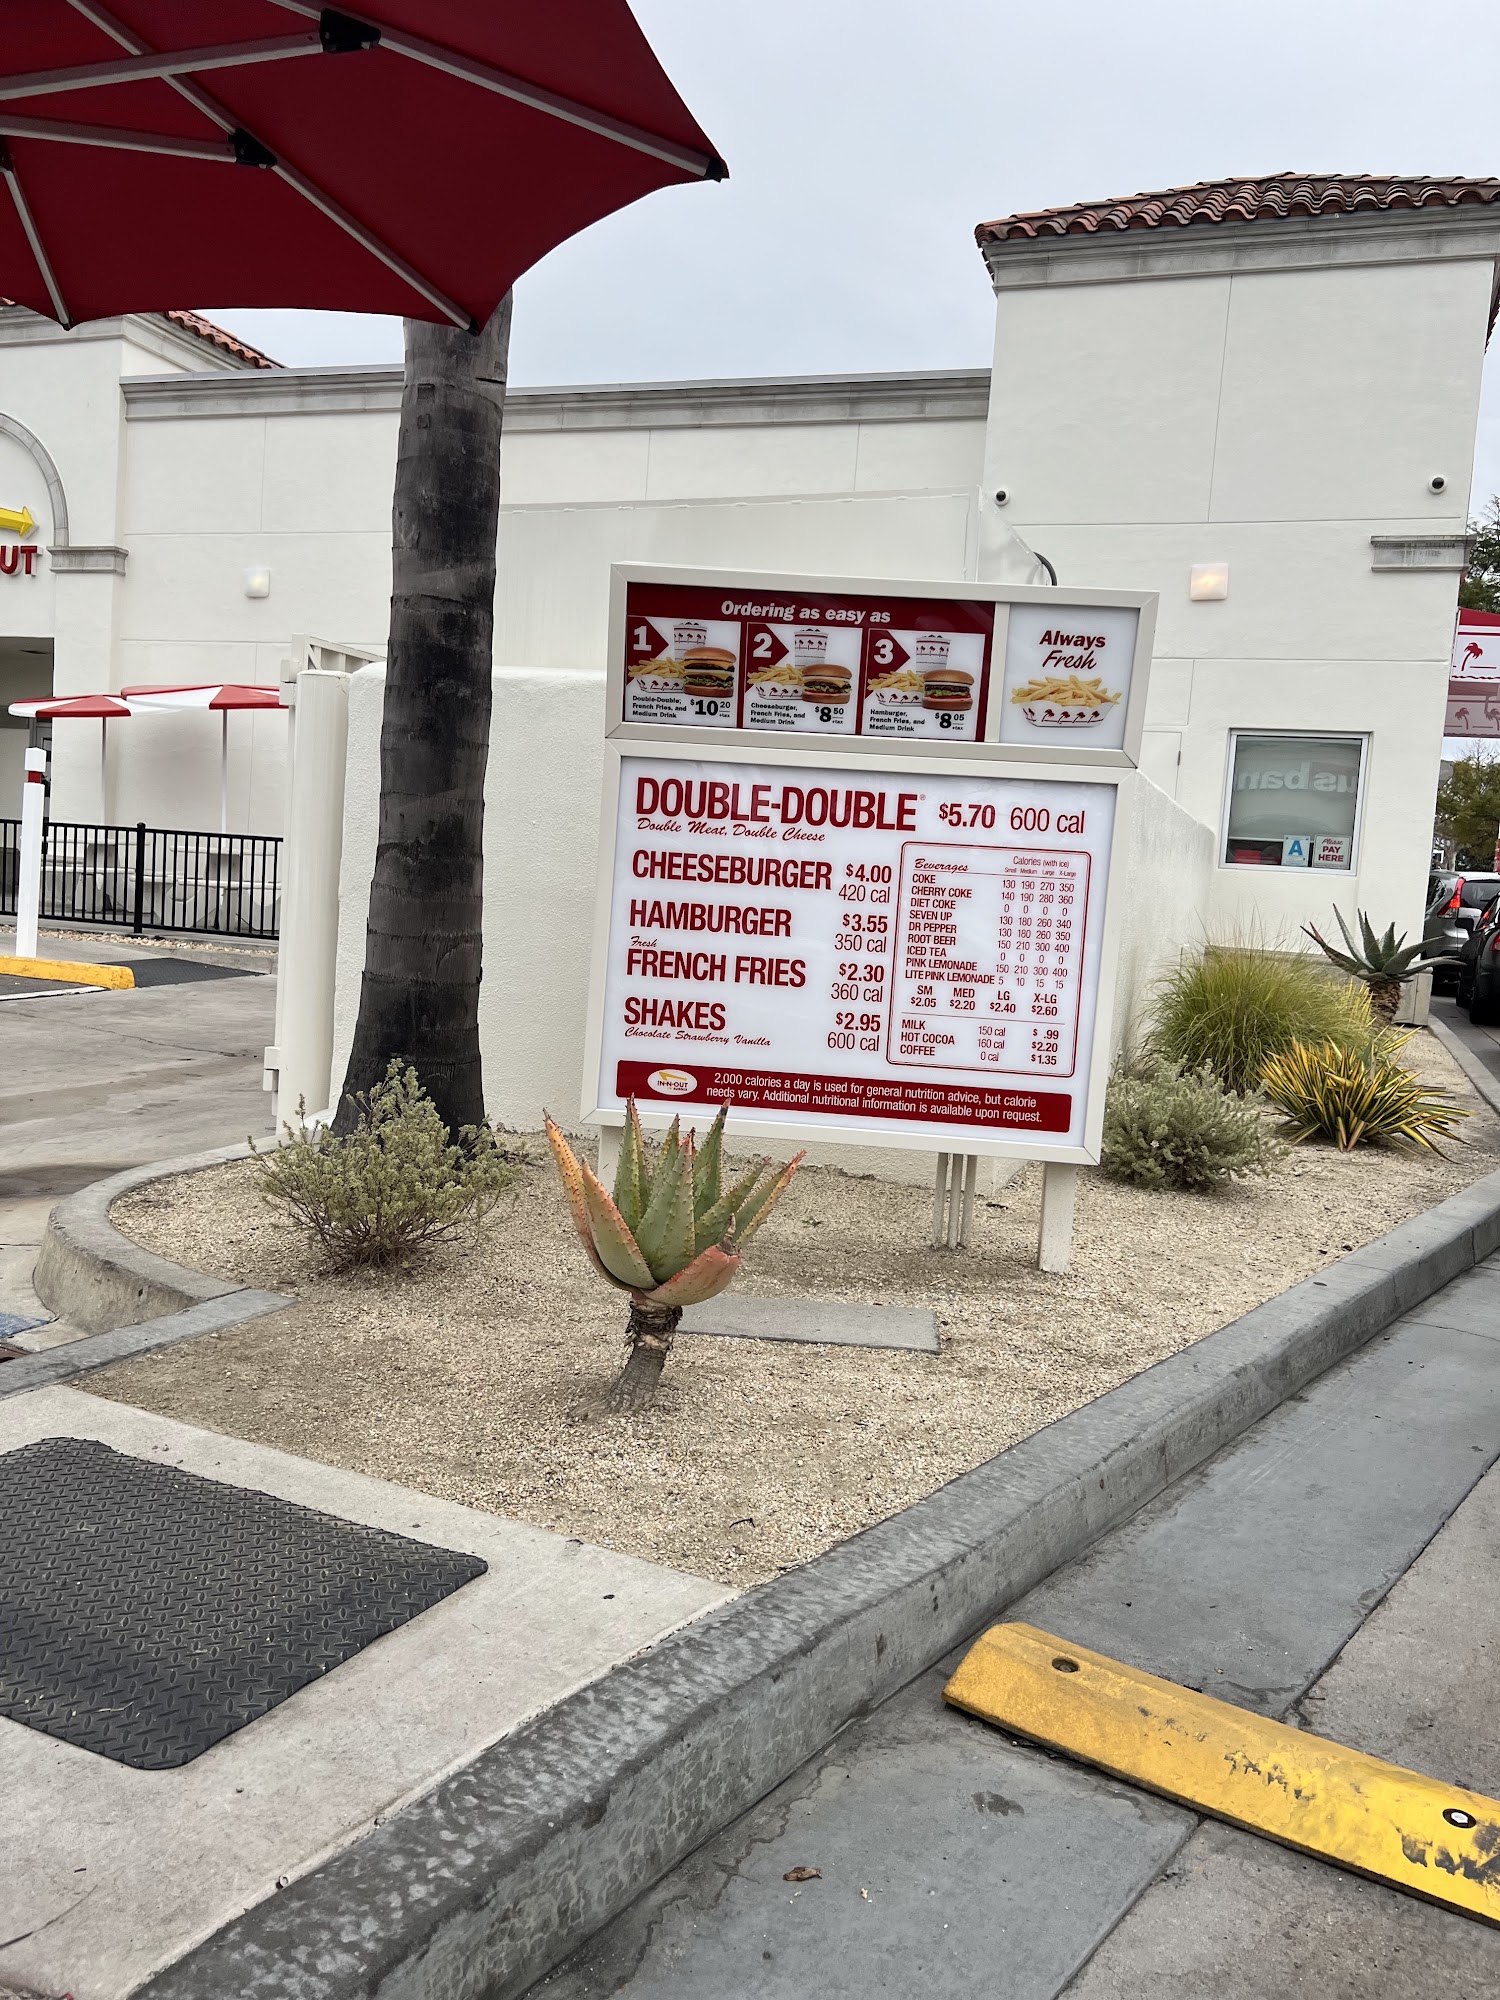 UT
Ordering as easy as
1
Double-Double,
French Fries, and
Medium Drink
$10 20
+tax
2
Cheeseburger,
French Fries, and
Medium Drink
$8 50
+tax
3
Hamburger,
French Fries, and
Medium Drink
$8 05
+tax
Always
Fresh
DOUBLE-DOUBLE® $5.70 600 cal
Double Meat, Double Cheese
CHEESEBURGER $4.00
420 cal
HAMBURGER $3.55
350 cal
Fresh
FRENCH FRIES $2.30
360 cal
SHAKES $2.95
Chocolate Strawberry Vanilla 600 cal
Beverages Calories (with ice)
Small Medium Large X-Large
COKE 130 190 270 350
CHERRY COKE 140 190 280 360
DIET COKE 0 0 0 0
SEVEN UP 130 180 260 340
DR PEPPER 130 180 260 350
ROOT BEER 150 210 300 400
ICED TEA 0 0 0 0
PINK LEMONADE 150 210 300 400
LITE PINK LEMONADE 5 10 15 15
SM MED LG X-LG
$2.05 $2.20 $2.40 $2.60
MILK 150 cal $ .99
HOT COCOA 160 cal $2.20
COFFEE 0 cal $1.35
IN-N-OUT
BURGER
2,000 calories a day is used for general nutrition advice, but calorie
needs vary. Additional nutritional information is available upon request.
us ban
A
Please
PAY
HERE